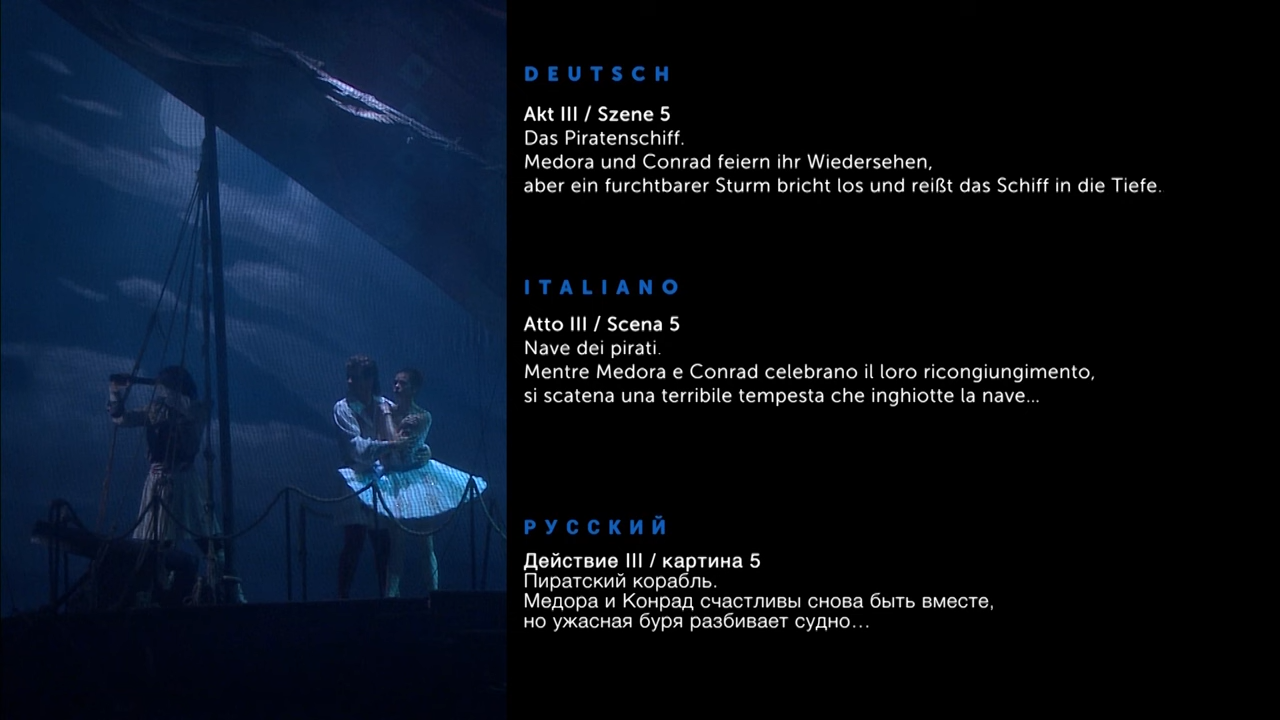 DEUTSCH
Akt III / Szene 5
Das Piratenschiff.
Medora und Conrad feiern ihr Wiedersehen,
aber ein furchtbarer Sturm bricht los und reißt das Schiff in die Tiefe.
ITALIANO
Atto III / Scena 5
Nave dei pirati.
Mentre Medora e Conrad celebrano il loro ricongiungimento,
si scatena una terribile tempesta che inghiotte la nave...
РУССКИЙ
Действие III / картина 5
Пиратский корабль.
Медора и Конрад счастливы снова быть вместе,
но ужасная буря разбивает судно...